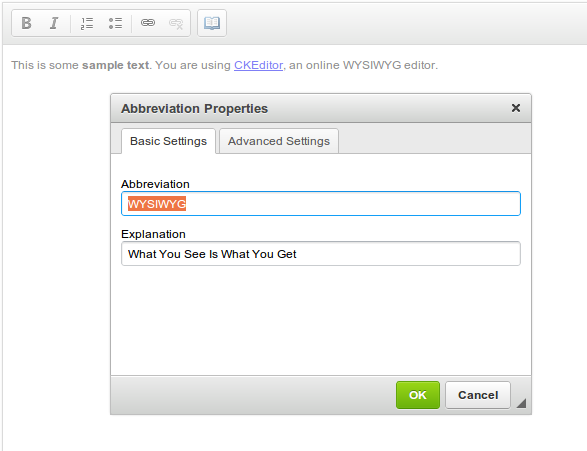 B I
This is some sample text. You are using CKEditor, an online WYSIWYG editor.
Abbreviation Properties
Basic Settings Advanced Settings
Abbreviation
WYSIWYG
Explanation
What You See Is What You Get
OK Cancel